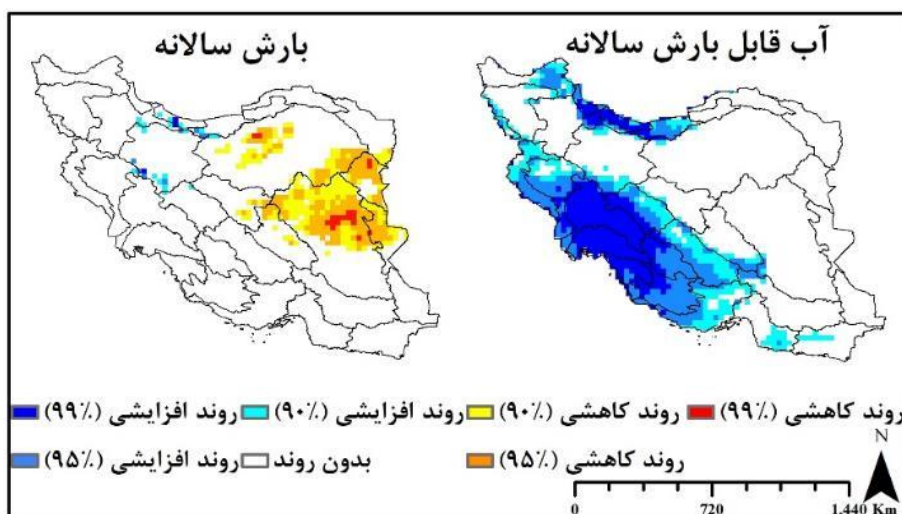 آب قابل بارش سالانه
بارش سالانه
روند کاهشی (۹۹٪)
روند کاهشی (۹۰٪)
روند افزایشی (۹۰٪)
روند افزایشی (۹۹٪)
روند کاهشی (۹۵٪)
بدون روند
روند افزایشی (۹۵٪)
N
0 720 1,440 Km